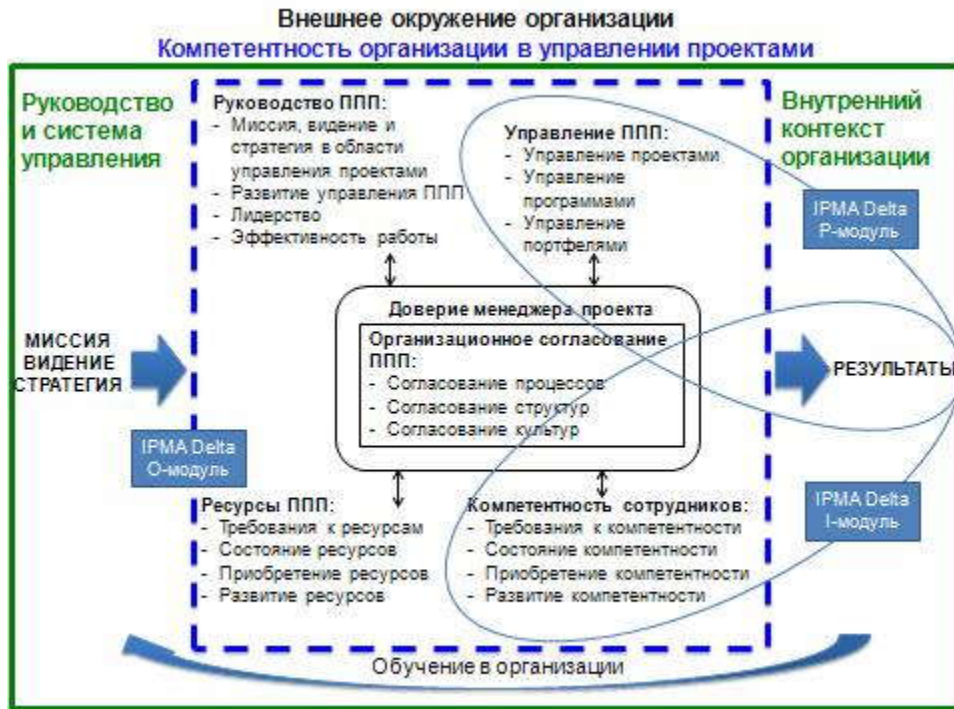 Внешнее окружение организации
Компетентность организации в управлении проектами
Руководство
и система
управления
Руководство ППП:
- Миссия, видение и
стратегия в области
управления проектами
- Развитие управления ППП
- Лидерство
- Эффективность работы
Управление ППП:
- Управление проектами
- Управление
программами
- Управление
портфелями
Внутренний
контекст
организации
IPMA Delta
P-модуль
Доверие менеджера проекта
Организационное согласование
ППП:
- Согласование процессов
- Согласование структур
- Согласование культур
МИССИЯ
ВИДЕНИЕ
СТРАТЕГИЯ
РЕЗУЛЬТАТЫ
IPMA Delta
О-модуль
IPMA Delta
I-модуль
Ресурсы ППП:
- Требования к ресурсам
- Состояние ресурсов
- Приобретение ресурсов
- Развитие ресурсов
Компетентность сотрудников:
- Требования к компетентности
- Состояние компетентности
- Приобретение компетентности
- Развитие компетентности
Обучение в организации